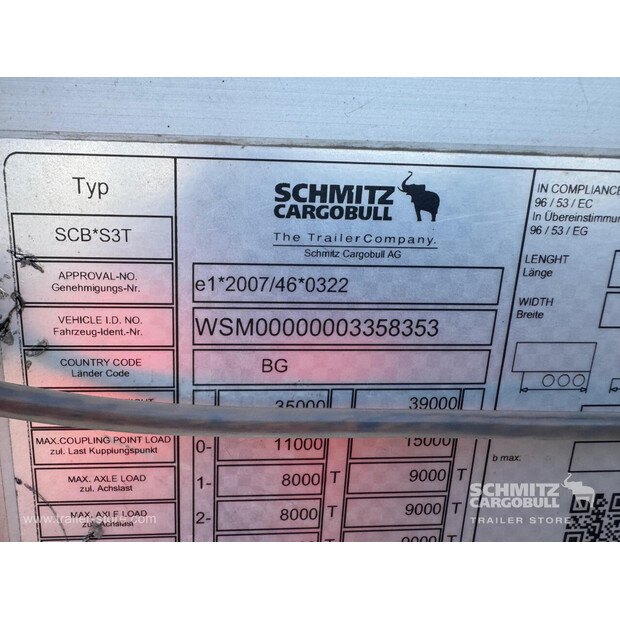 Typ
SCHMITZ
CARGOBULL
The TrailerCompany.
Schmitz Cargobull AG
IN COMPLIANCE
96 / 53 / EC
In Übereinstimmu
96 / 53 / EG
SCB*S3T
LENGHT
Länge
APPROVAL-NO.
Genehmigungs-Nr.
e1*2007/46*0322
WIDTH
Breite
VEHICLE I.D. NO.
Fahrzeug-Ident.-Nr.
WSM00000003358353
COUNTRY CODE
Länder Code
BG
35000
39000
MAX.COUPLING POINT LOAD
zul. Last Kupplungspunkt
0-
11000
15000
b max:
MAX. AXLE LOAD
zul. Achslast
1-
8000
T
9000
T
MAX. AXLE LOAD
zul. Achslast
2-
8000
T
9000
T
9000
T
SCHMITZ
CARGOBULL
TRAILER STORE
www.trailer-store.com